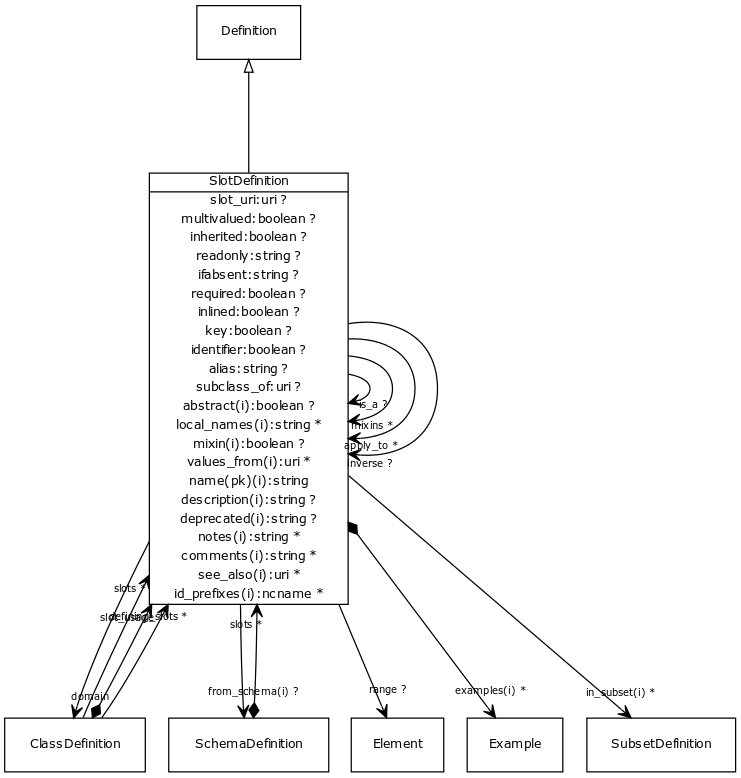 Definition
SlotDefinition
slot_uri:uri ?
multivalued:boolean ?
inherited:boolean ?
readonly:string ?
ifabsent:string ?
required:boolean ?
inlined:boolean ?
key:boolean ?
identifier:boolean ?
alias:string ?
subclass_of:uri ?
abstract(i):boolean ?
local_names(i):string *
mixin(i):boolean ?
values_from(i):uri *
name(pk)(i):string
description(i):string ?
deprecated(i):string ?
notes(i):string *
comments(i):string *
see_also(i):uri *
id_prefixes(i):ncname *
is_a ?
mixins *
apply_to *
inverse ?
slots *
slot_usage
defining_slots *
slots *
domain
from_schema(i) ?
range ?
examples(i) *
in_subset(i) *
ClassDefinition
SchemaDefinition
Element
Example
SubsetDefinition